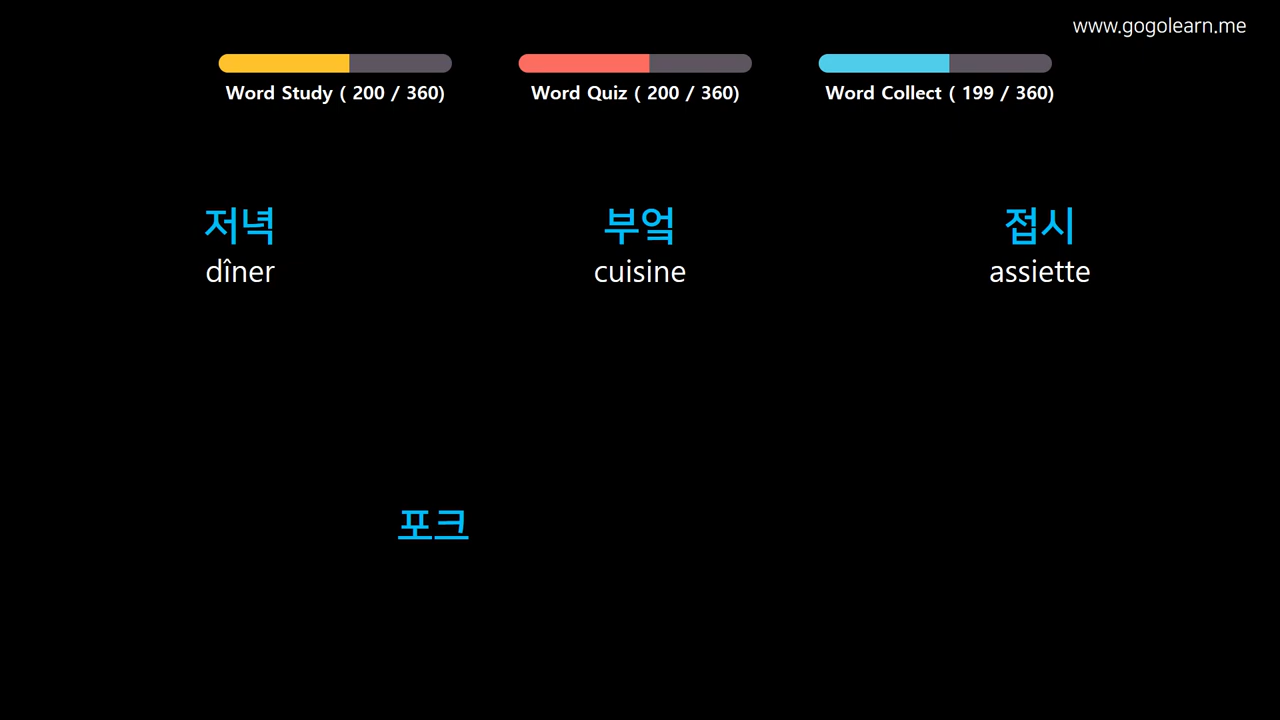 www.gogolearn.me
Word Study ( 200 / 360)
Word Quiz ( 200 / 360)
Word Collect ( 199 / 360)
저녁
dîner
부엌
cuisine
접시
assiette
포크